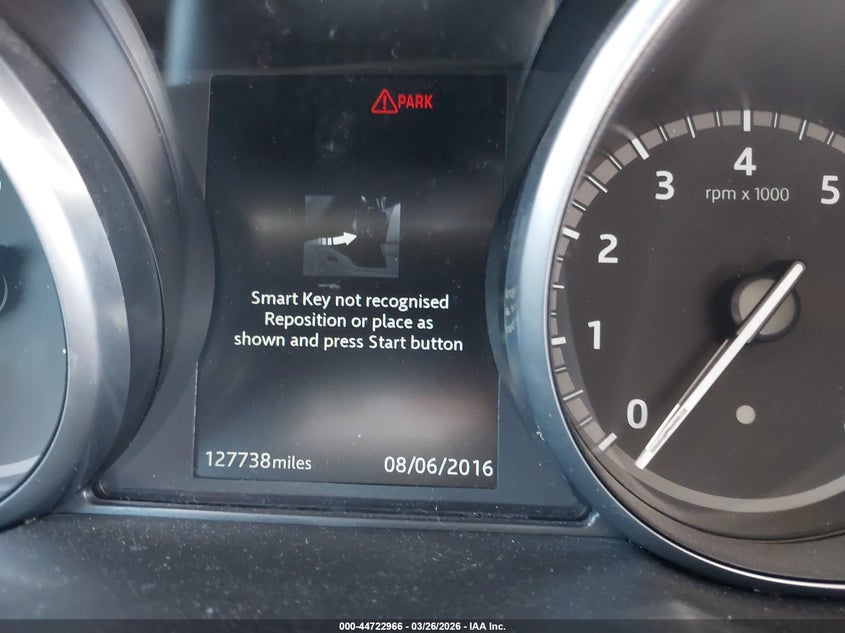 PARK
4
3
5
rpm x 1000
2
Smart Key not recognised
Reposition or place as
shown and press Start button
1
0
127738miles
08/06/2016
000-44722966 - 03/26/2026 - IAA Inc.